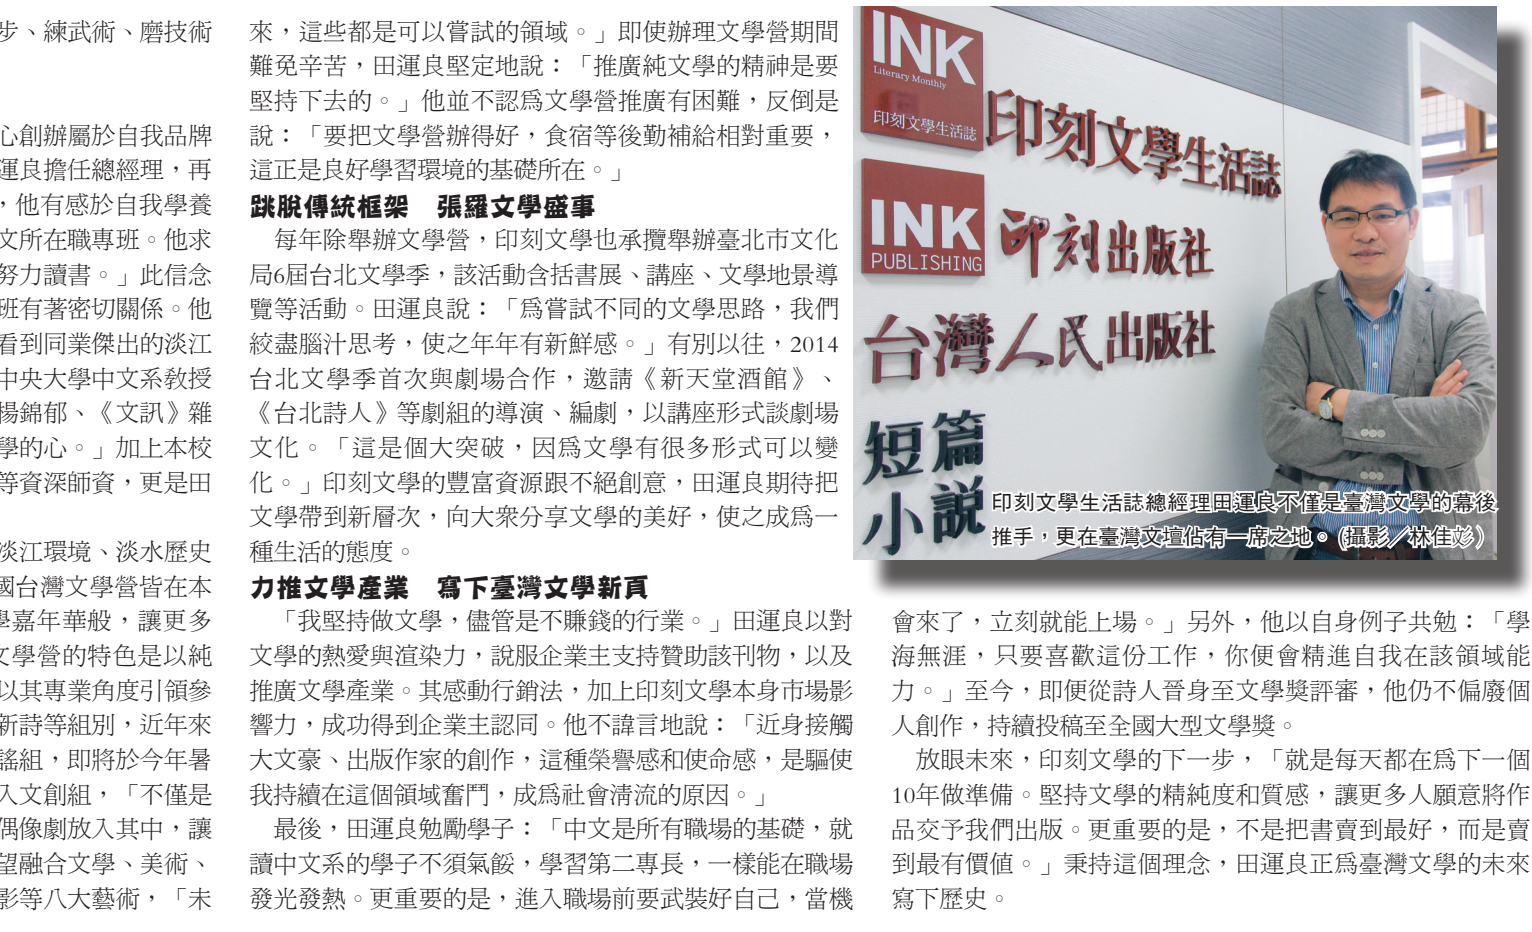 步、練武術、磨技術
心創辦屬於自我品牌
運良擔任總經理，再
，他有感於自我學養
文所在職專班。他求
努力讀書。」此信念
班有著密切關係。他
看到同業傑出的淡江
中央大學中文系教授
楊錦郁、《文訊》雜
學的心。」加上本校
等資深師資，更是田
淡江環境、淡水歷史
國台灣文學營皆在本
學嘉年華般，讓更多
文學營的特色是以純
以其專業角度引領參
新詩等組別，近年來
謠組，即將於今年暑
入文創組，「不僅是
偶像劇放入其中，讓
望融合文學、美術、
影等八大藝術，「未
來，這些都是可以嘗試的領域。」即使辦理文學營期間
難免辛苦，田運良堅定地說：「推廣純文學的精神是要
堅持下去的。」他並不認為文學營推廣有困難，反倒是
說：「要把文學營辦得好，食宿等後勤補給相對重要，
這正是良好學習環境的基礎所在。」
跳脫傳統框架　張羅文學盛事
每年除舉辦文學營，印刻文學也承攬舉辦臺北市文化
局6屆台北文學季，該活動含括書展、講座、文學地景導
覽等活動。田運良說：「為嘗試不同的文學思路，我們
絞盡腦汁思考，使之年年有新鮮感。」有別以往，2014
台北文學季首次與劇場合作，邀請《新天堂酒館》、
《台北詩人》等劇組的導演、編劇，以講座形式談劇場
文化。「這是個大突破，因為文學有很多形式可以變
化。」印刻文學的豐富資源跟不絕創意，田運良期待把
文學帶到新層次，向大眾分享文學的美好，使之成為一
種生活的態度。
力推文學產業　寫下臺灣文學新頁
「我堅持做文學，儘管是不賺錢的行業。」田運良以對
文學的熱愛與渲染力，說服企業主支持贊助該刊物，以及
推廣文學產業。其感動行銷法，加上印刻文學本身市場影
響力，成功得到企業主認同。他不諱言地說：「近身接觸
大文豪、出版作家的創作，這種榮譽感和使命感，是驅使
我持續在這個領域奮鬥，成為社會清流的原因。」
最後，田運良勉勵學子：「中文是所有職場的基礎，就
讀中文系的學子不須氣餒，學習第二專長，一樣能在職場
發光發熱。更重要的是，進入職場前要武裝好自己，當機
INK
Literary Monthly
印刻文學生活誌
印刻文學生活誌
INK
PUBLISHING
印刻出版社
台灣人民出版社
短篇
小說
印刻文學生活誌總經理田運良不僅是臺灣文學的幕後
推手，更在臺灣文壇佔有一席之地。(攝影／林佳彣）
會來了，立刻就能上場。」另外，他以自身例子共勉：「學
海無涯，只要喜歡這份工作，你便會精進自我在該領域能
力。」至今，即便從詩人晉身至文學獎評審，他仍不偏廢個
人創作，持續投稿至全國大型文學獎。
放眼未來，印刻文學的下一步，「就是每天都在為下一個
10年做準備。堅持文學的精純度和質感，讓更多人願意將作
品交予我們出版。更重要的是，不是把書賣到最好，而是賣
到最有價值。」秉持這個理念，田運良正為臺灣文學的未來
寫下歷史。